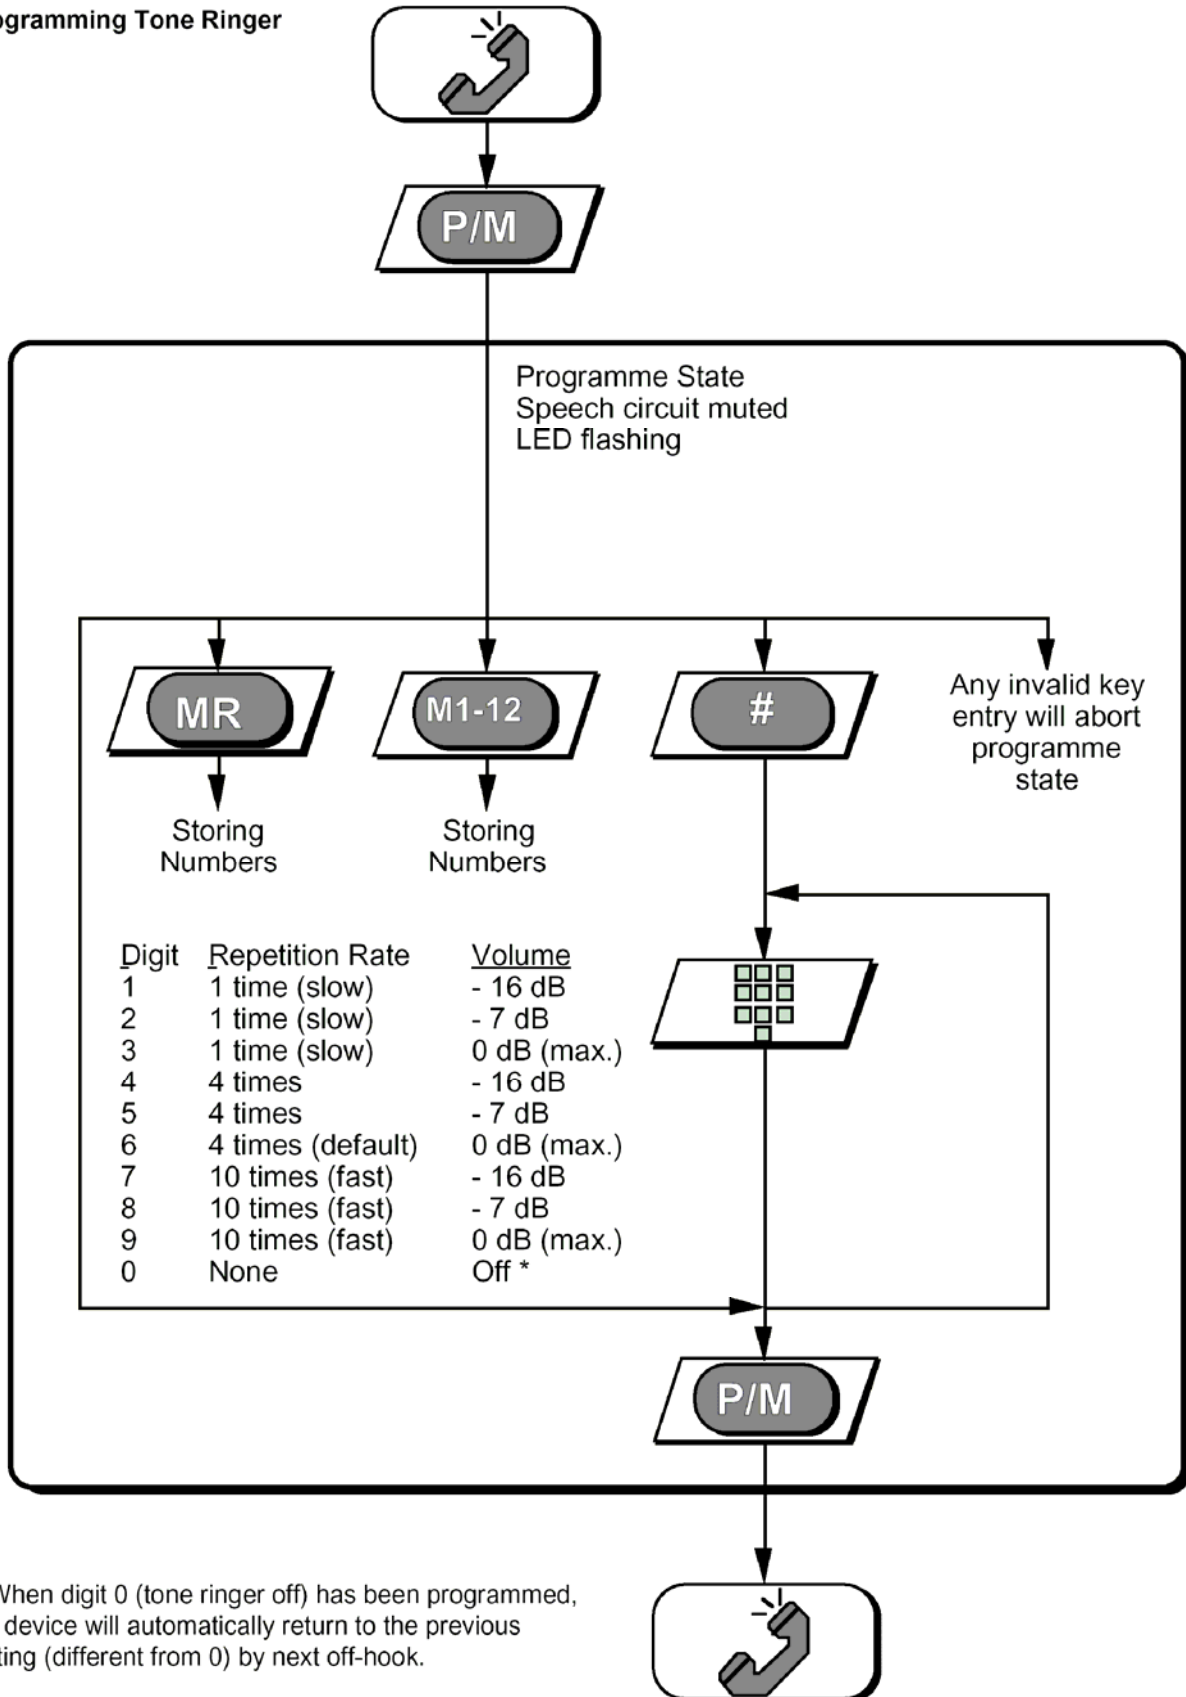 ogramming Tone Ringer
P/M
Programme State
Speech circuit muted
LED flashing
MR
M1-12
#
Any invalid key
entry will abort
programme
state
Storing
Numbers
Storing
Numbers
Digit Repetition Rate Volume
1 1 time (slow) - 16 dB
2 1 time (slow) - 7 dB
3 1 time (slow) 0 dB (max.)
4 4 times - 16 dB
5 4 times - 7 dB
6 4 times (default) 0 dB (max.)
7 10 times (fast) - 16 dB
8 10 times (fast) - 7 dB
9 10 times (fast) 0 dB (max.)
0 None Off *
P/M
When digit 0 (tone ringer off) has been programmed,
device will automatically return to the previous
ting (different from 0) by next off-hook.